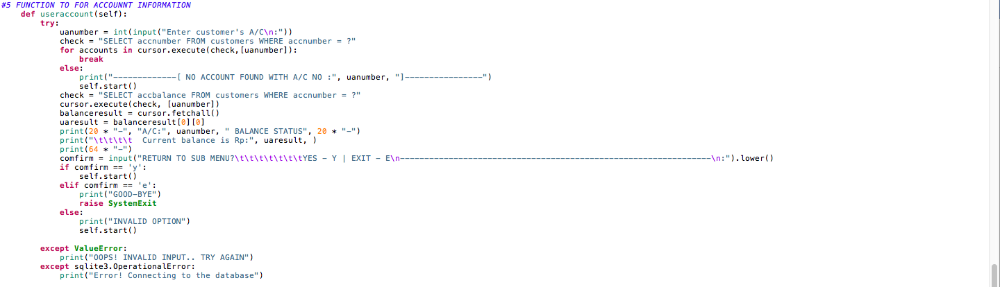 #5 FUNCTION TO FOR ACCOUNNT INFORMATION
    def useraccount(self):
        try:
            uanumber = int(input("Enter customer's A/C\n:"))
            check = "SELECT accnumber FROM customers WHERE accnumber = ?"
            for accounts in cursor.execute(check,[uanumber]):
                break
            else:
                print("-------------[ NO ACCOUNT FOUND WITH A/C NO :", uanumber, "]----------------")
                self.start()
            check = "SELECT accbalance FROM customers WHERE accnumber = ?"
            cursor.execute(check, [uanumber])
            balanceresult = cursor.fetchall()
            uaresult = balanceresult[0][0]
            print(20 * "-", "A/C:", uanumber, " BALANCE STATUS", 20 * "-")
            print("\t\t\t\t  Current balance is Rp:", uaresult, )
            print(64 * "-")
            comfirm = input("RETURN TO SUB MENU?\t\t\t\t\t\t\tYES - Y | EXIT - E\n----------------------------------------------------------------\n:").lower()
            if comfirm == 'y':
                self.start()
            elif comfirm == 'e':
                print("GOOD-BYE")
                raise SystemExit
            else:
                print("INVALID OPTION")
                self.start()

        except ValueError:
            print("OOPS! INVALID INPUT.. TRY AGAIN")
        except sqlite3.OperationalError:
            print("Error! Connecting to the database")